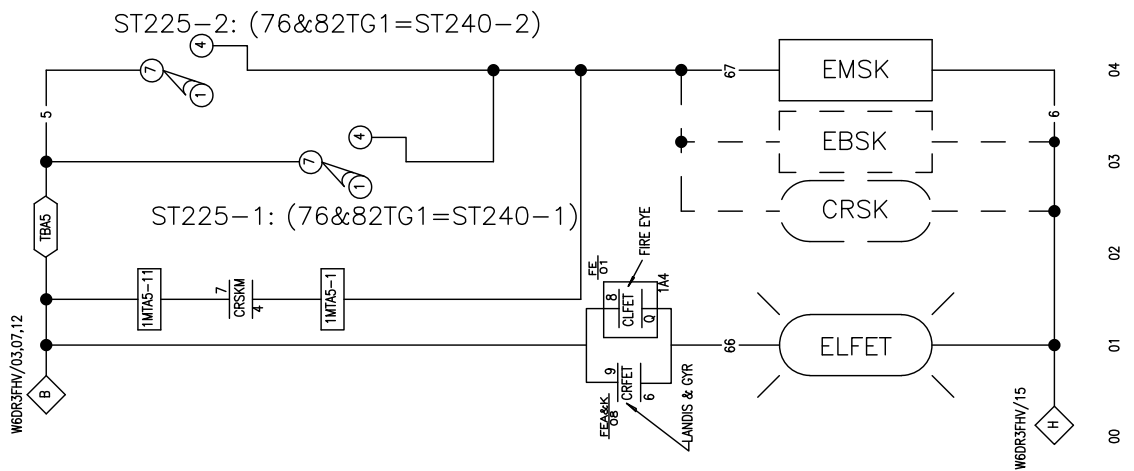 ST225-2: (76&82TG1=ST240-2)
4
7
1
5
67
EMSK
6
04
4
7
1
EBSK
03
ST225-1: (76&82TG1=ST240-1)
CRSK
TBA5
02
FE
01
FIRE EYE
1MTA5-11
7
CRSKM
4
1MTA5-1
8
CLFET
Q
1A4
W6DR3FHV/03,07,12
66
ELFET
01
B
9
CRFET
6
FEA&K
08
LANDIS & GYR
W6DR3FHV/15
H
00